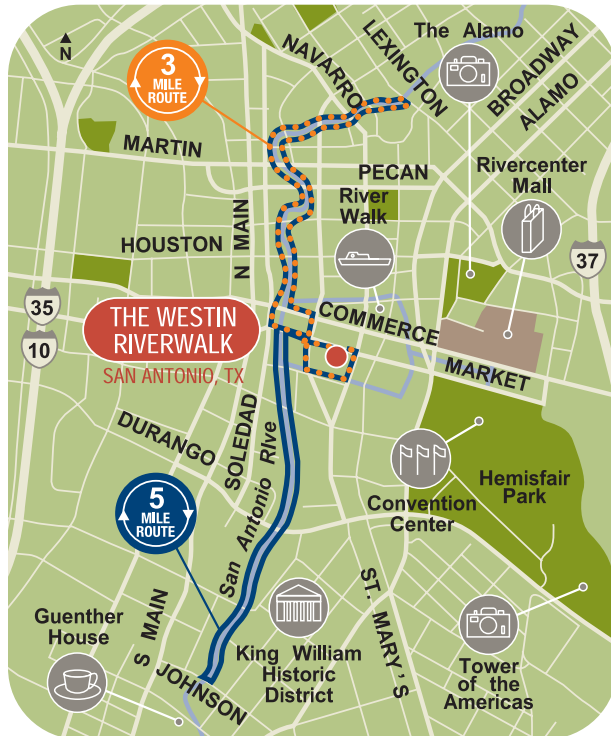 N
3
MILE
ROUTE
NAVARRO
LEXINGTON
The Alamo
BROADWAY
ALAMO
MARTIN
PECAN
Rivercenter
Mall
River
Walk
N MAIN
HOUSTON
37
35
10
THE WESTIN
RIVERWALK
SAN ANTONIO, TX
COMMERCE
MARKET
DURANGO
SOLEDAD
San Antonio Rive
Convention
Center
Hemisfair
Park
5
MILE
ROUTE
Guenther
House
S MAIN
JOHNSON
King William
Historic
District
ST. MARY'S
Tower
of the
Americas